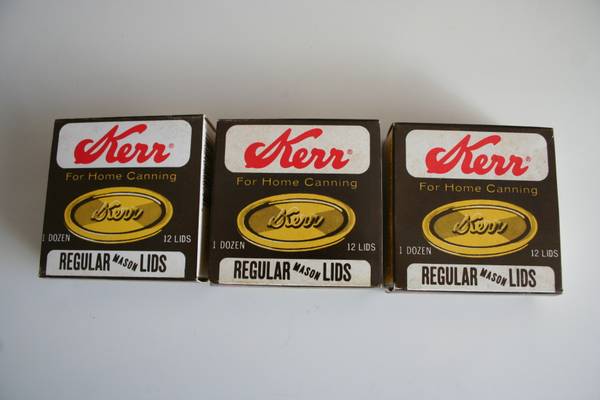 Kerr®
For Home Canning
Kerr
1 DOZEN 12 LIDS
REGULAR MASON LIDS
Kerr®
For Home Canning
Kerr
1 DOZEN 12 LIDS
REGULAR MASON LIDS
Kerr®
For Home Canning
Kerr
1 DOZEN 12 LIDS
REGULAR MASON LIDS